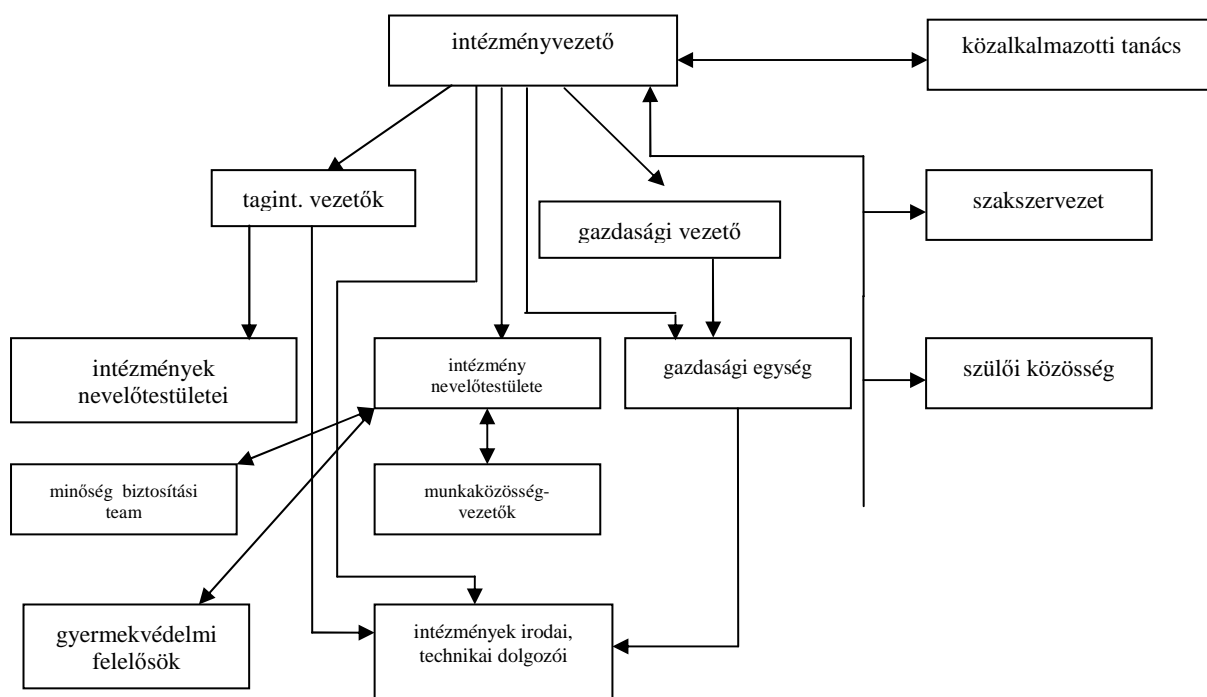 intézményvezető
közalkalmazotti tanács
tagint. vezetők
szakszervezet
gazdasági vezető
intézmények
nevelőtestületei
intézmény
nevelőtestülete
gazdasági egység
szülői közösség
minőség biztosítási
team
munkaközösség-
vezetők
gyermekvédelmi
felelősök
intézmények irodai,
technikai dolgozói